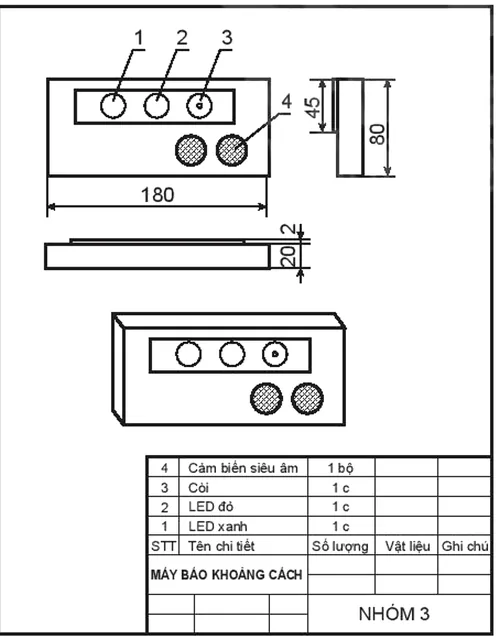 1 2 3
4
45
80
180
2
20
4 Cảm biến siêu âm 1 bộ
3 Còi 1 c
2 LED đỏ 1 c
1 LED xanh 1 c
STT Tên chi tiết Số lượng Vật liệu Ghi chú
MÁY BÁO KHOẢNG CÁCH
NHÓM 3